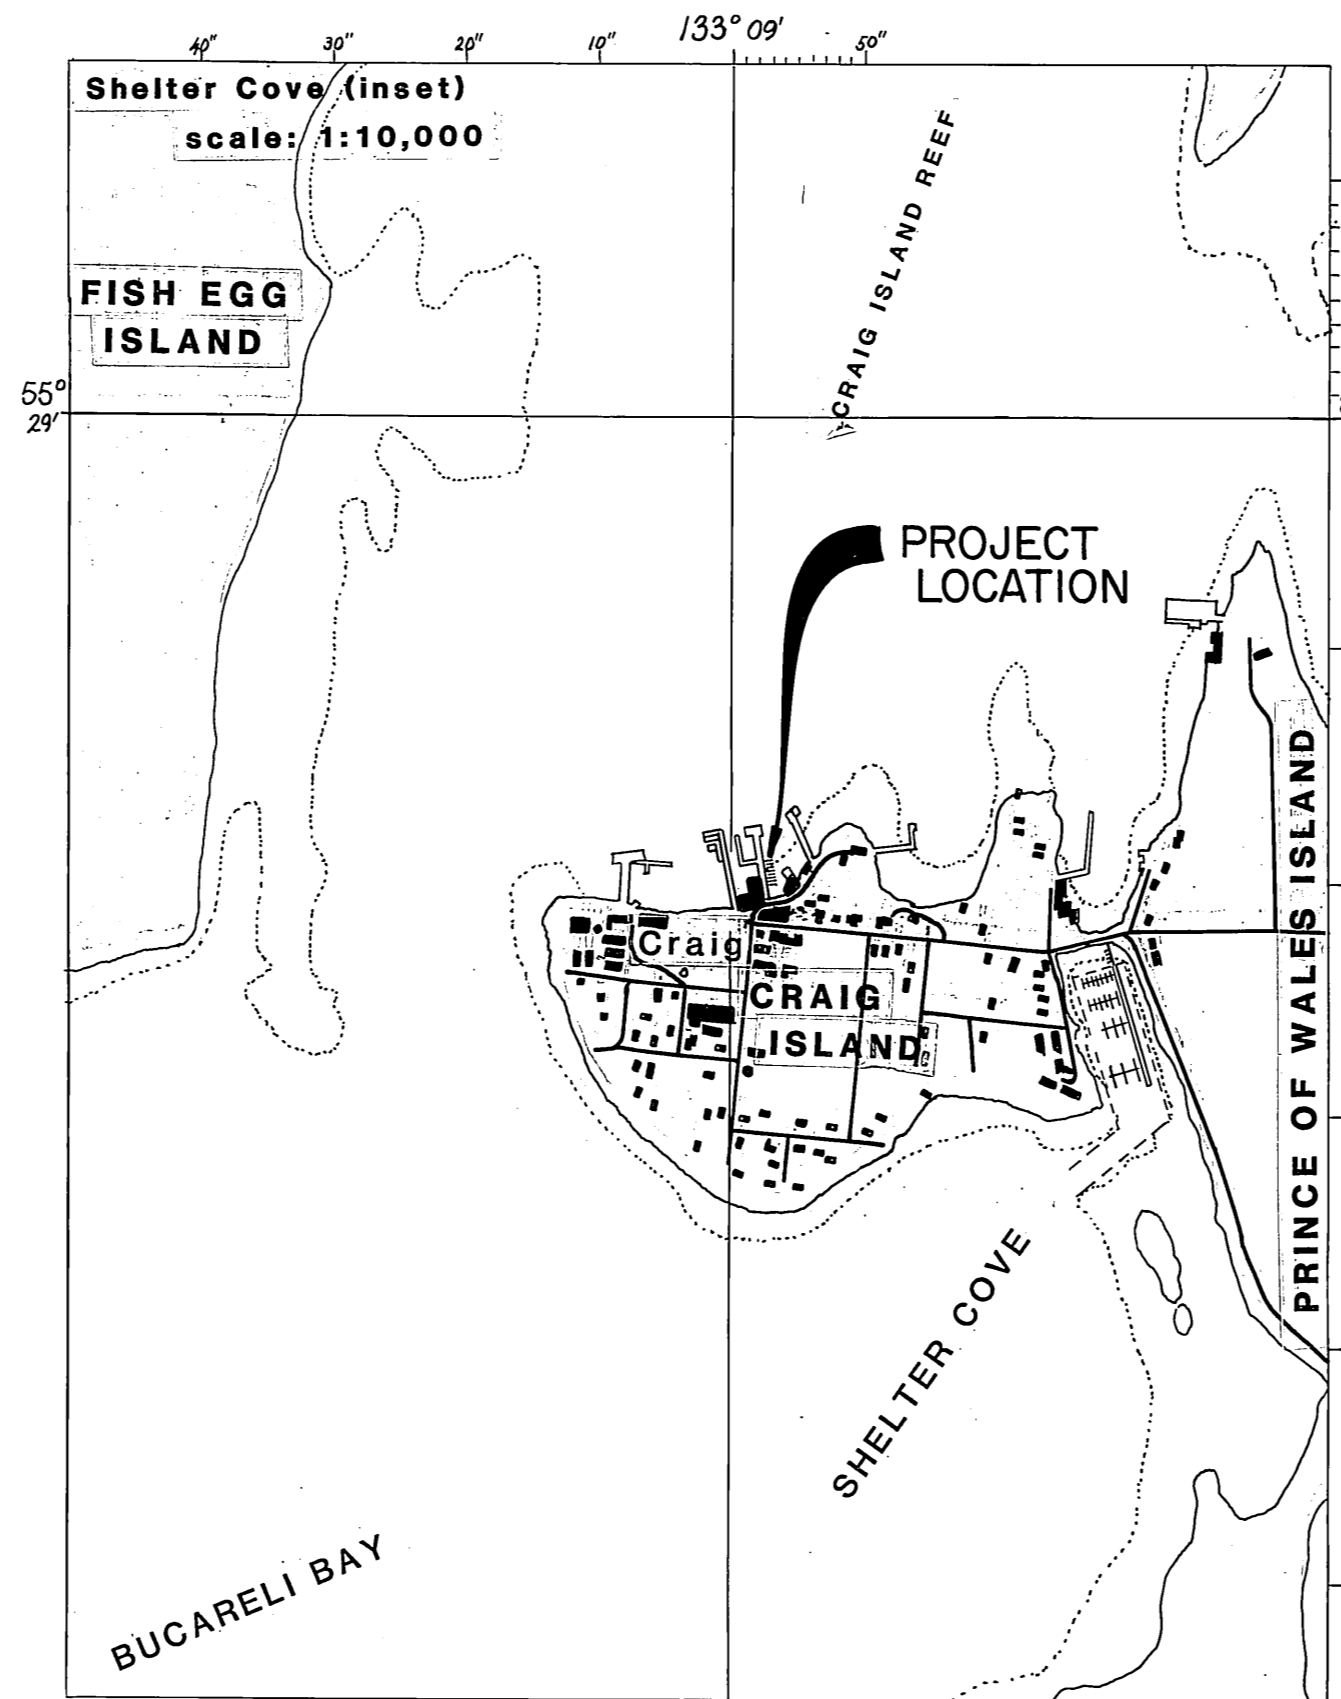 133° 09'
40" 30" 20" 10" 50"
Shelter Cove (inset)
scale: 1:10,000
CRAIG ISLAND REEF
FISH EGG
ISLAND
55°
29'
PROJECT
LOCATION
PRINCE OF WALES ISLAND
Craig
CRAIG
ISLAND
SHELTER COVE
BUCARELI BAY